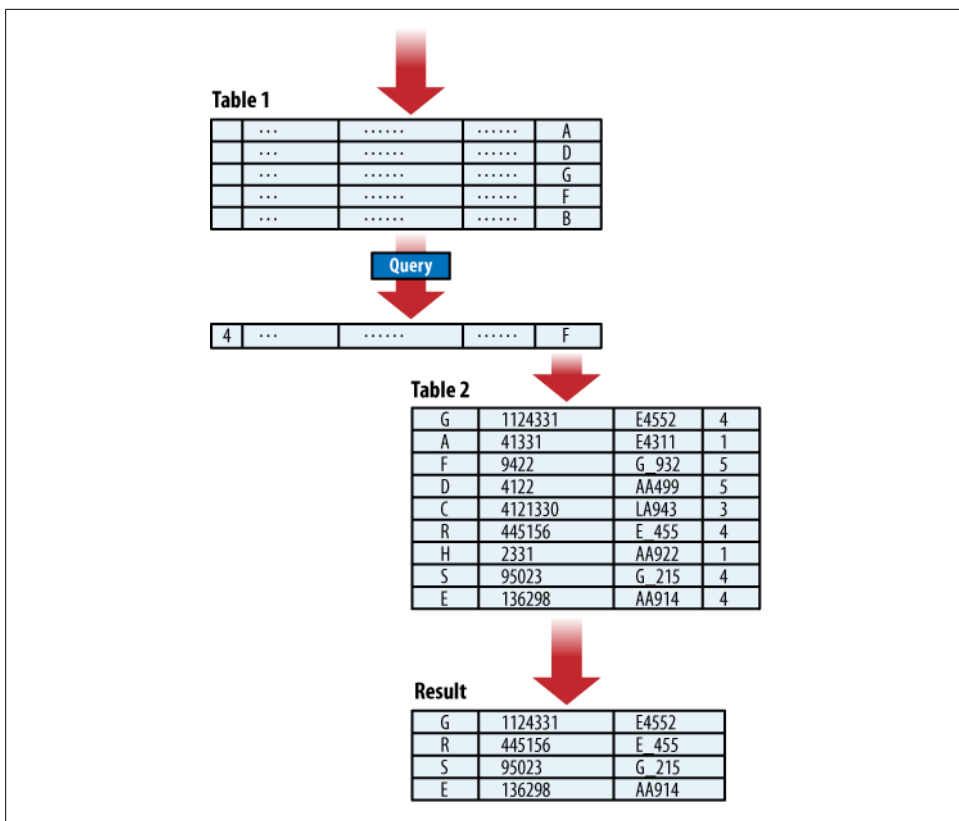 Table 1
... ...... ...... A
... ...... ...... D
... ...... ...... G
... ...... ...... F
... ...... ...... B
Query
4 ... ...... ...... F
Table 2
G 1124331 E4552 4
A 41331 E4311 1
F 9422 G_932 5
D 4122 AA499 5
C 4121330 LA943 3
R 445156 E_455 4
H 2331 AA922 1
S 95023 G_215 4
E 136298 AA914 4
Result
G 1124331 E4552
R 445156 E_455
S 95023 G_215
E 136298 AA914